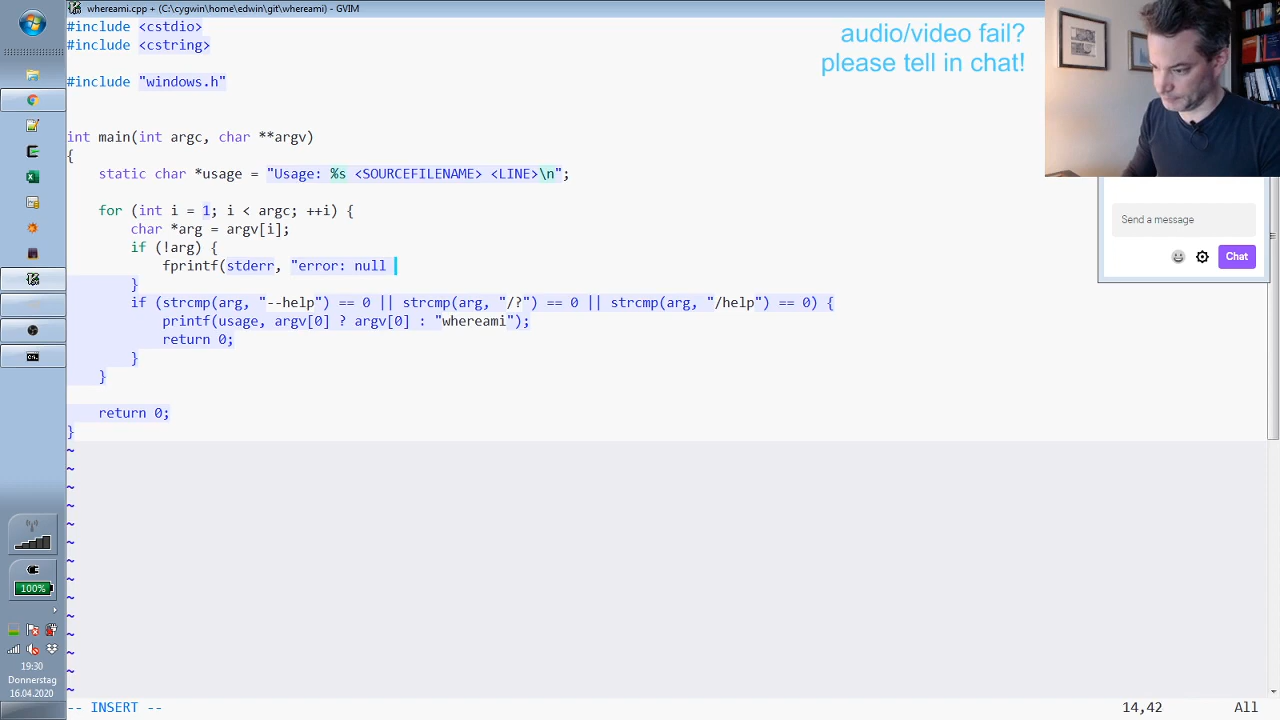 whereami.cpp + (C:\cygwin\home\edwin\git\whereami) - GVIM
#include <cstdio>
#include <cstring>
#include "windows.h"
int main(int argc, char **argv)
{
static char *usage = "Usage: %s <SOURCEFILENAME> <LINE>\n";
for (int i = 1; i < argc; ++i) {
char *arg = argv[i];
if (!arg) {
fprintf(stderr, "error: null
}
if (strcmp(arg, "--help") == 0 || strcmp(arg, "/?") == 0 || strcmp(arg, "/help") == 0) {
printf(usage, argv[0] ? argv[0] : "whereami");
return 0;
}
}
return 0;
}
~
~
~
~
~
~
~
~
~
~
~
~
~
~
-- INSERT --
14,42
All
audio/video fail?
please tell in chat!
Send a message
Chat
100%
19:30
Donnerstag
16.04.2020